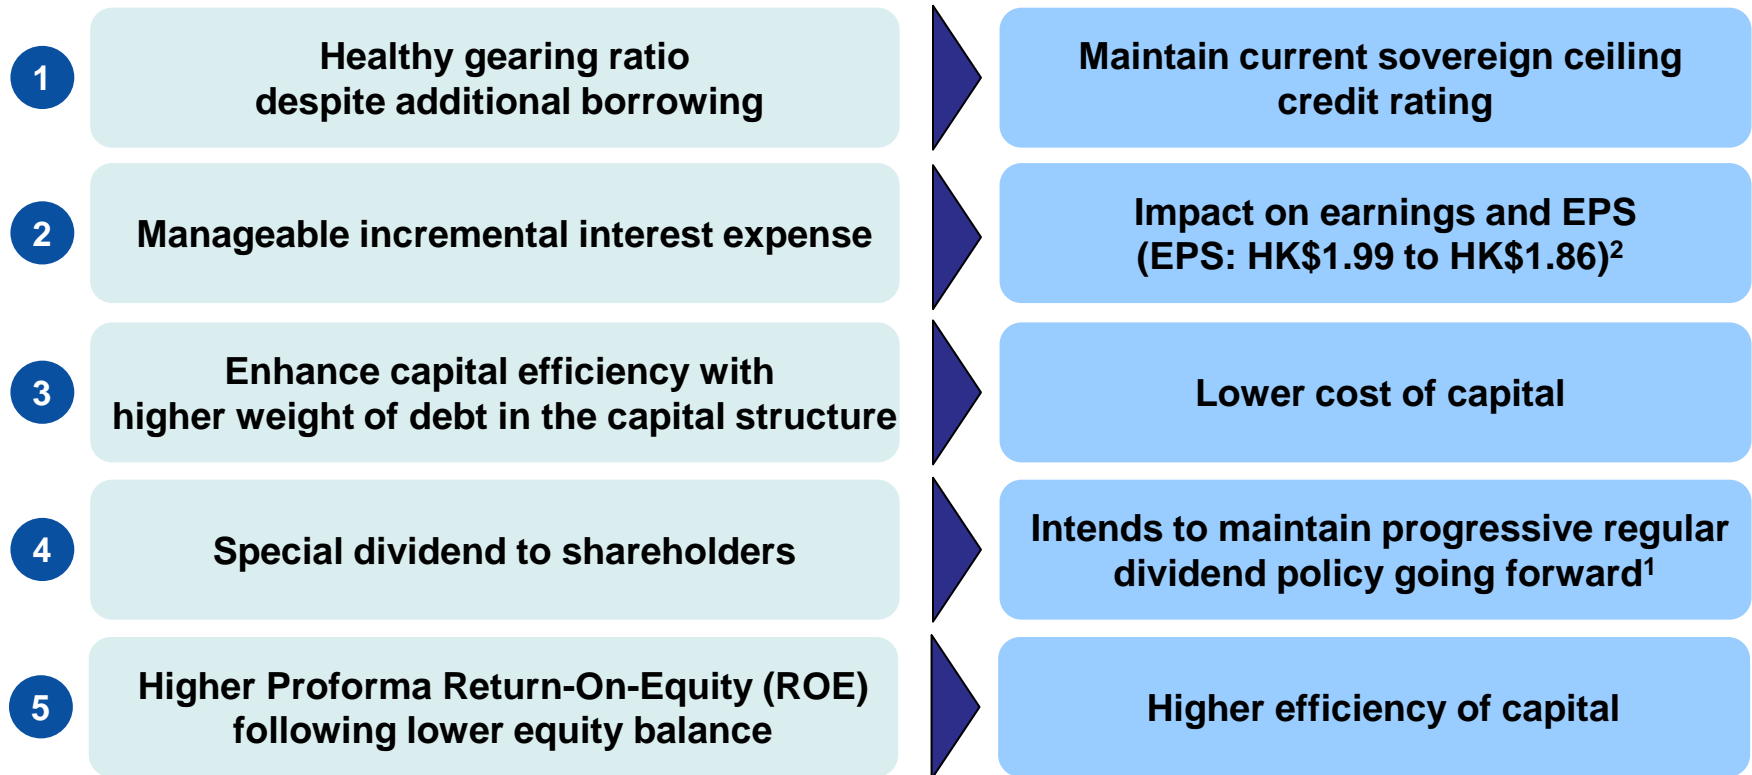 1
Healthy gearing ratio
despite additional borrowing
Maintain current sovereign ceiling
credit rating
2
Manageable incremental interest expense
Impact on earnings and EPS
(EPS: HK$1.99 to HK$1.86)²
3
Enhance capital efficiency with
higher weight of debt in the capital structure
Lower cost of capital
4
Special dividend to shareholders
Intends to maintain progressive regular
dividend policy going forward¹
5
Higher Proforma Return-On-Equity (ROE)
following lower equity balance
Higher efficiency of capital